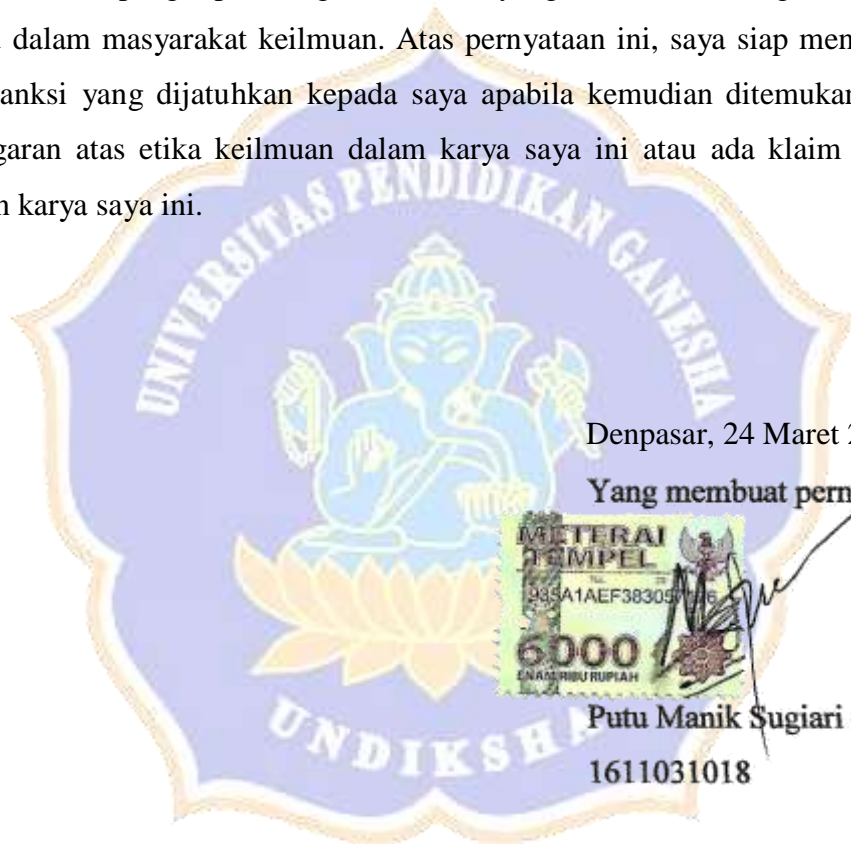 dalam masyarakat keilmuan. Atas pernyataan ini, saya siap men
anksi yang dijatuhkan kepada saya apabila kemudian ditemukan
garan atas etika keilmuan dalam karya saya ini atau ada klaim
karya saya ini.
UNIVERSITAS PENDIDIKAN GANESHA
Denpasar, 24 Maret
Yang membuat pern
METERAI
TEMPEL
6000
ENAM RIBU RUPIAH
Putu Manik Sugiari
1611031018
UNDIKSHA